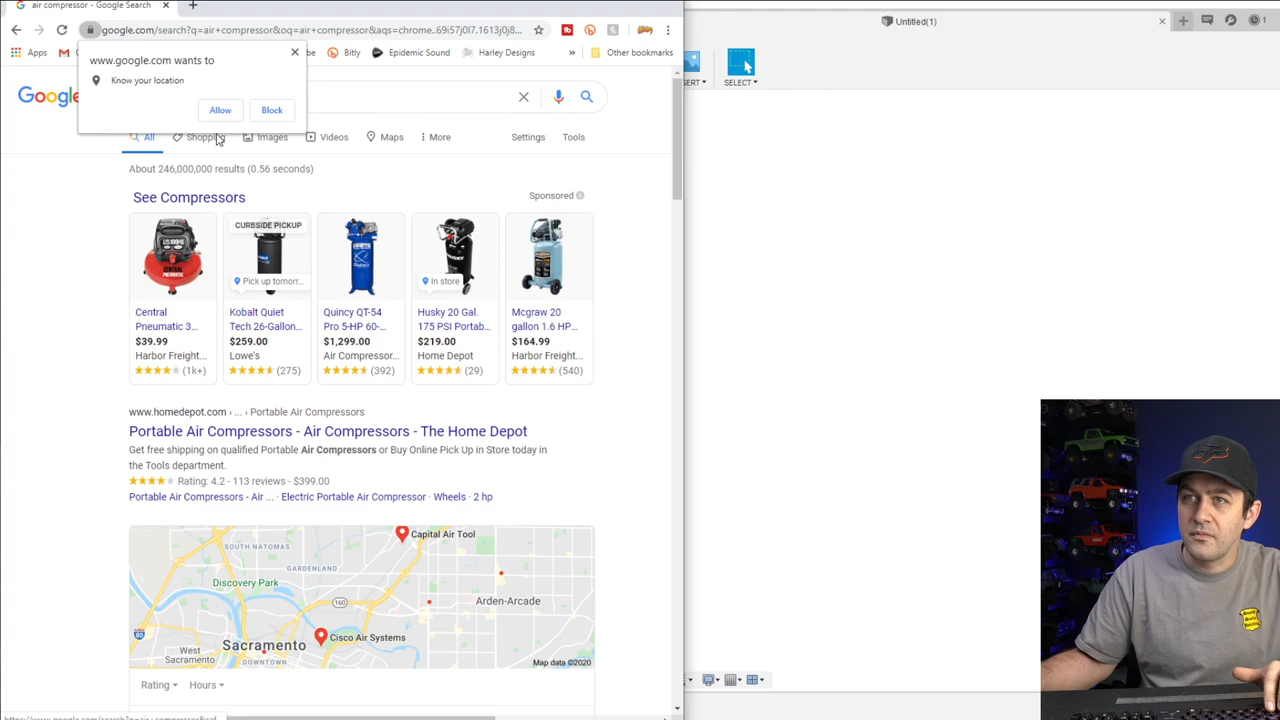 air compressor - Google Search
google.com/search?q=air+compressor&oq=air+compressor&aqs=chrome..69i57j0l7.1613j0j8...
Apps
Bitly
Epidemic Sound
Harley Designs
»
Other bookmarks
www.google.com wants to
Know your location
Allow Block
All Shopping Images Videos Maps More Settings Tools
About 246,000,000 results (0.56 seconds)
See Compressors
Sponsored
CURBSIDE PICKUP
Pick up tomorr...
In store
Central
Pneumatic 3...
$39.99
Harbor Freight...
(1k+)
Kobalt Quiet
Tech 26-Gallon...
$259.00
Lowe's
(275)
Quincy QT-54
Pro 5-HP 60-...
$1,299.00
Air Compressor...
(392)
Husky 20 Gal.
175 PSI Portab...
$219.00
Home Depot
(29)
Mcgraw 20
gallon 1.6 HP...
$164.99
Harbor Freight...
(540)
www.homedepot.com › ... › Portable Air Compressors
Portable Air Compressors - Air Compressors - The Home Depot
Get free shipping on qualified Portable Air Compressors or Buy Online Pick Up in Store today in
the Tools department.
Rating: 4.2 - 113 reviews - $399.00
Portable Air Compressors - Air ... · Electric Portable Air Compressor · Wheels · 2 hp
Capital Air Tool
SOUTH NATOMAS
GARDENLAND
Discovery Park
160
Arden-Arcade
80
Cisco Air Systems
Sacramento
West
Sacramento
DOWNTOWN
Map data ©2020
Rating Hours
Untitled(1)
1
SELECT